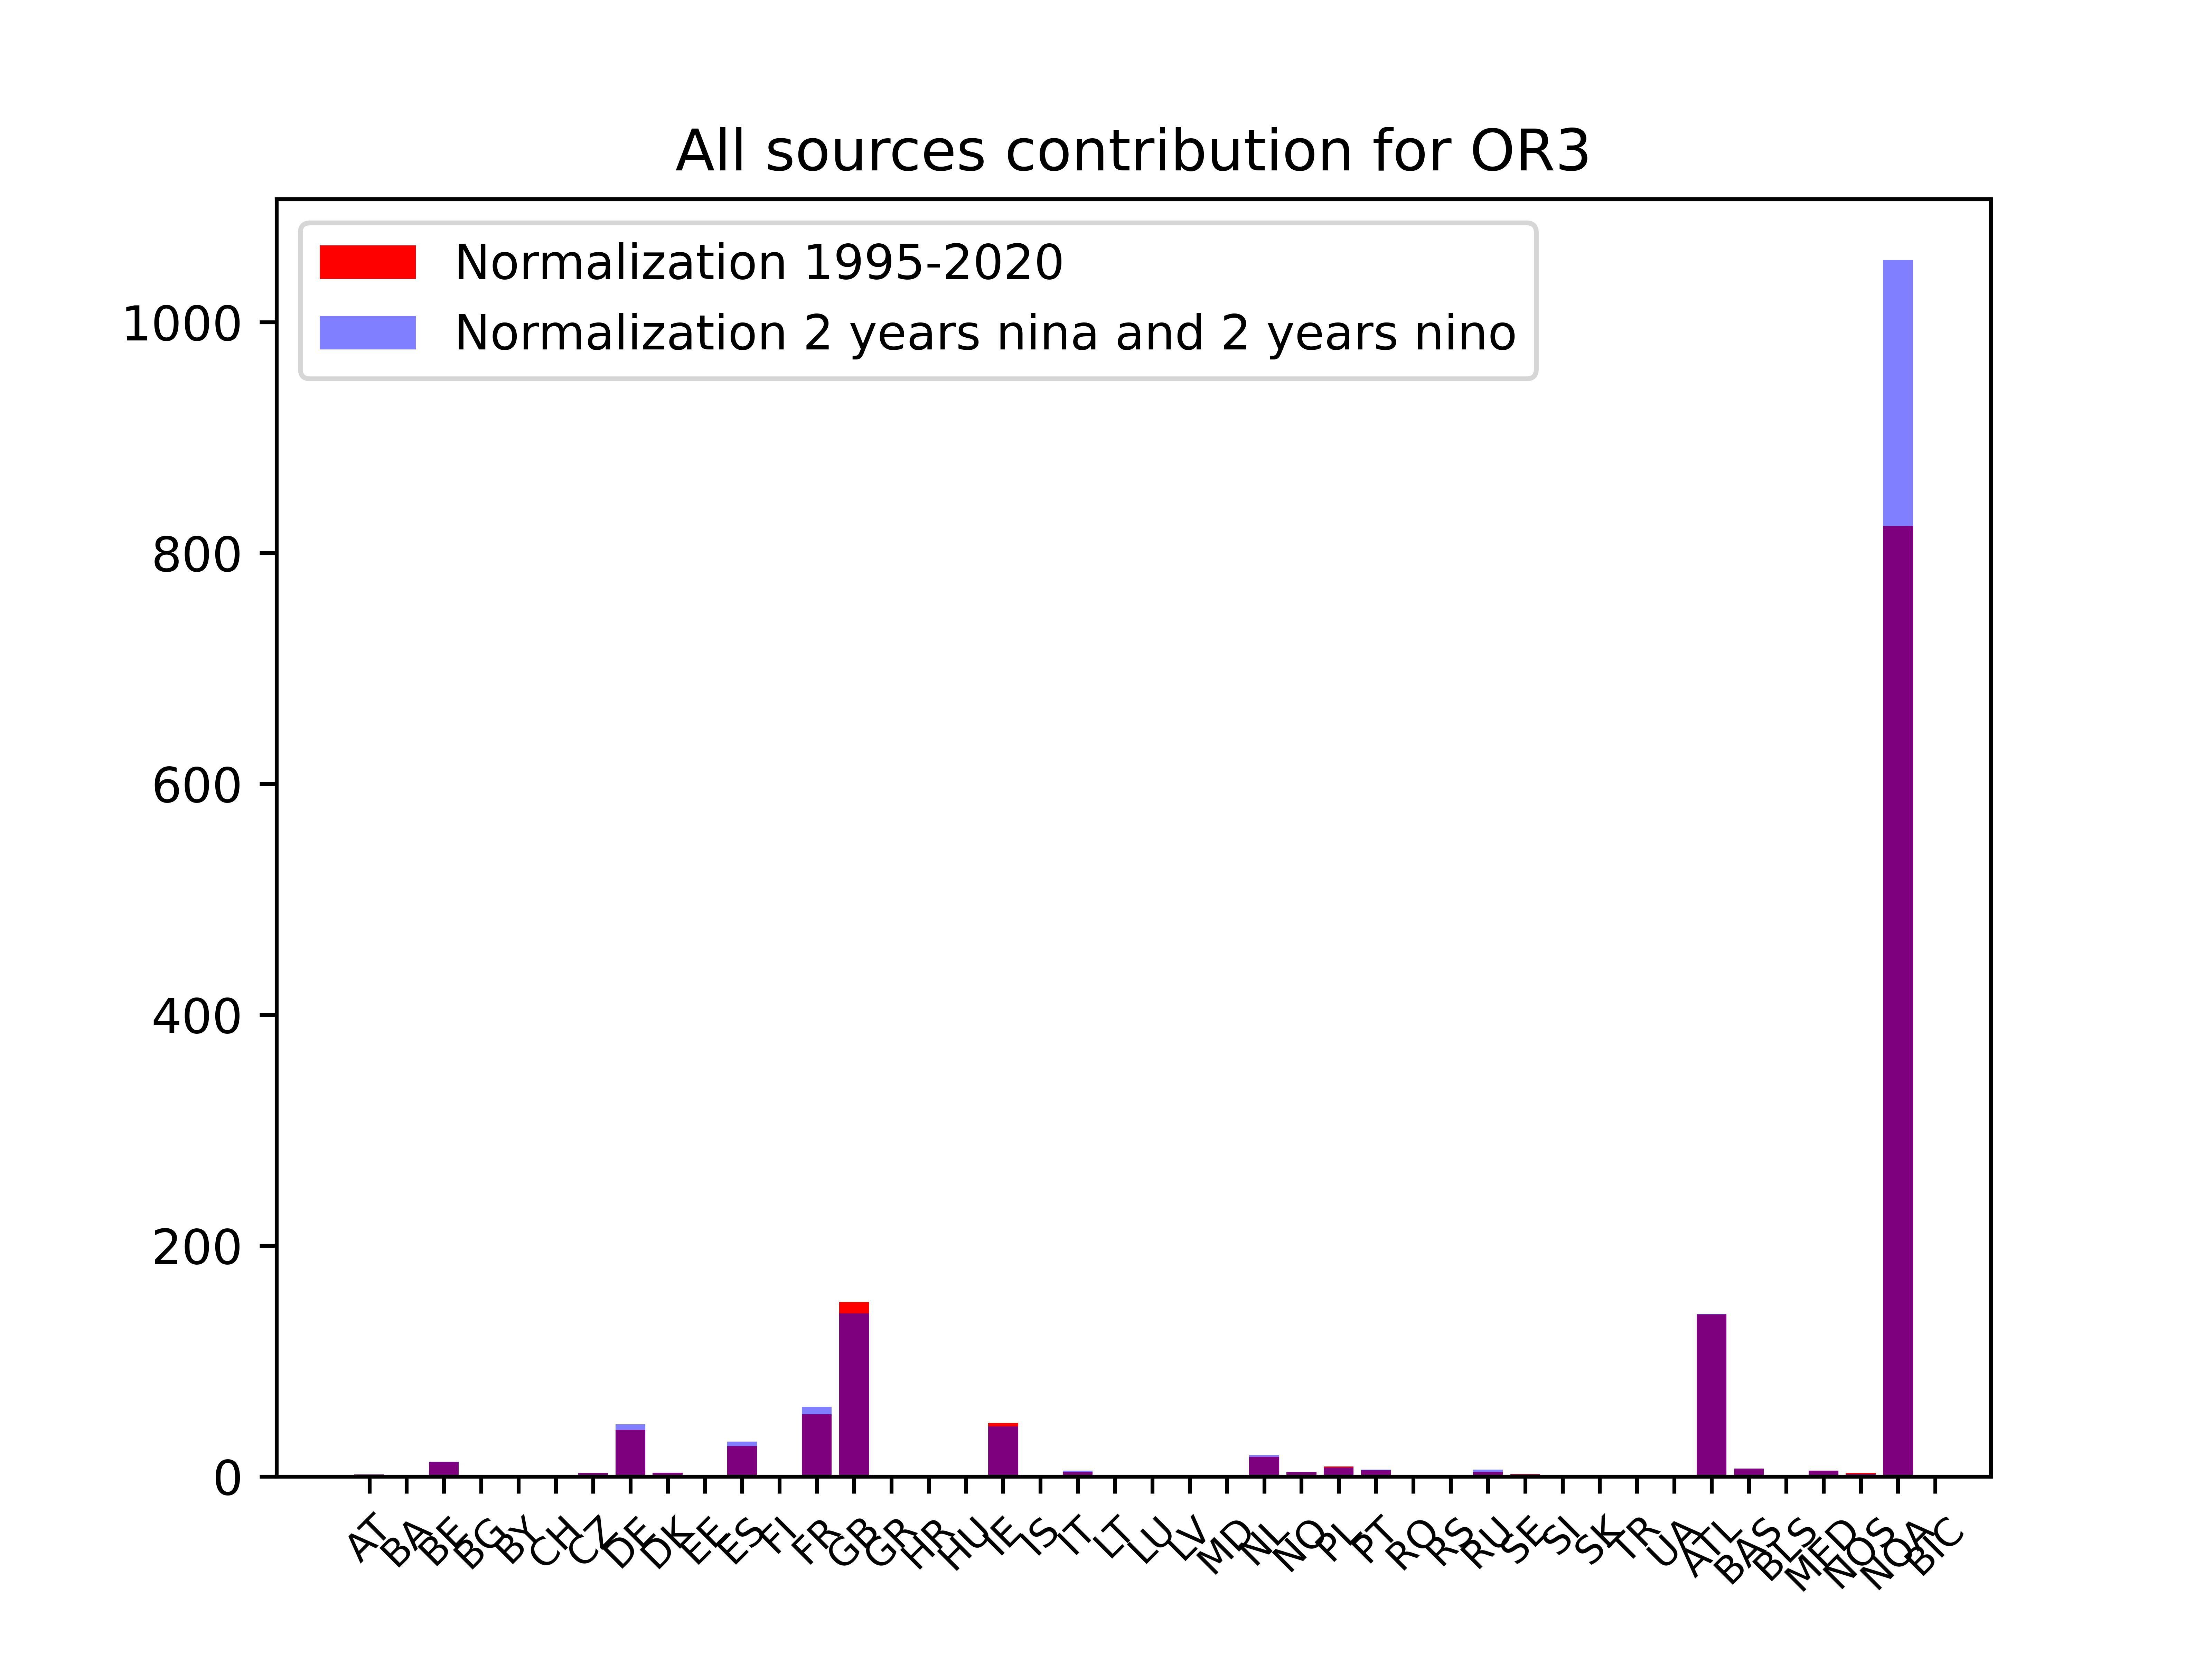 All sources contribution for OR3
Normalization 1995-2020
Normalization 2 years nina and 2 years nino
1000
800
600
400
200
0
AT BA BE BG BY CH CZ DE DK EE ES FI FR GB GR HR HU IE IS IT LT LU LV MD NL NO PL PT RO RS RU SE SI SK TR UA ATL BAS BLS MED NOS NOA BIC